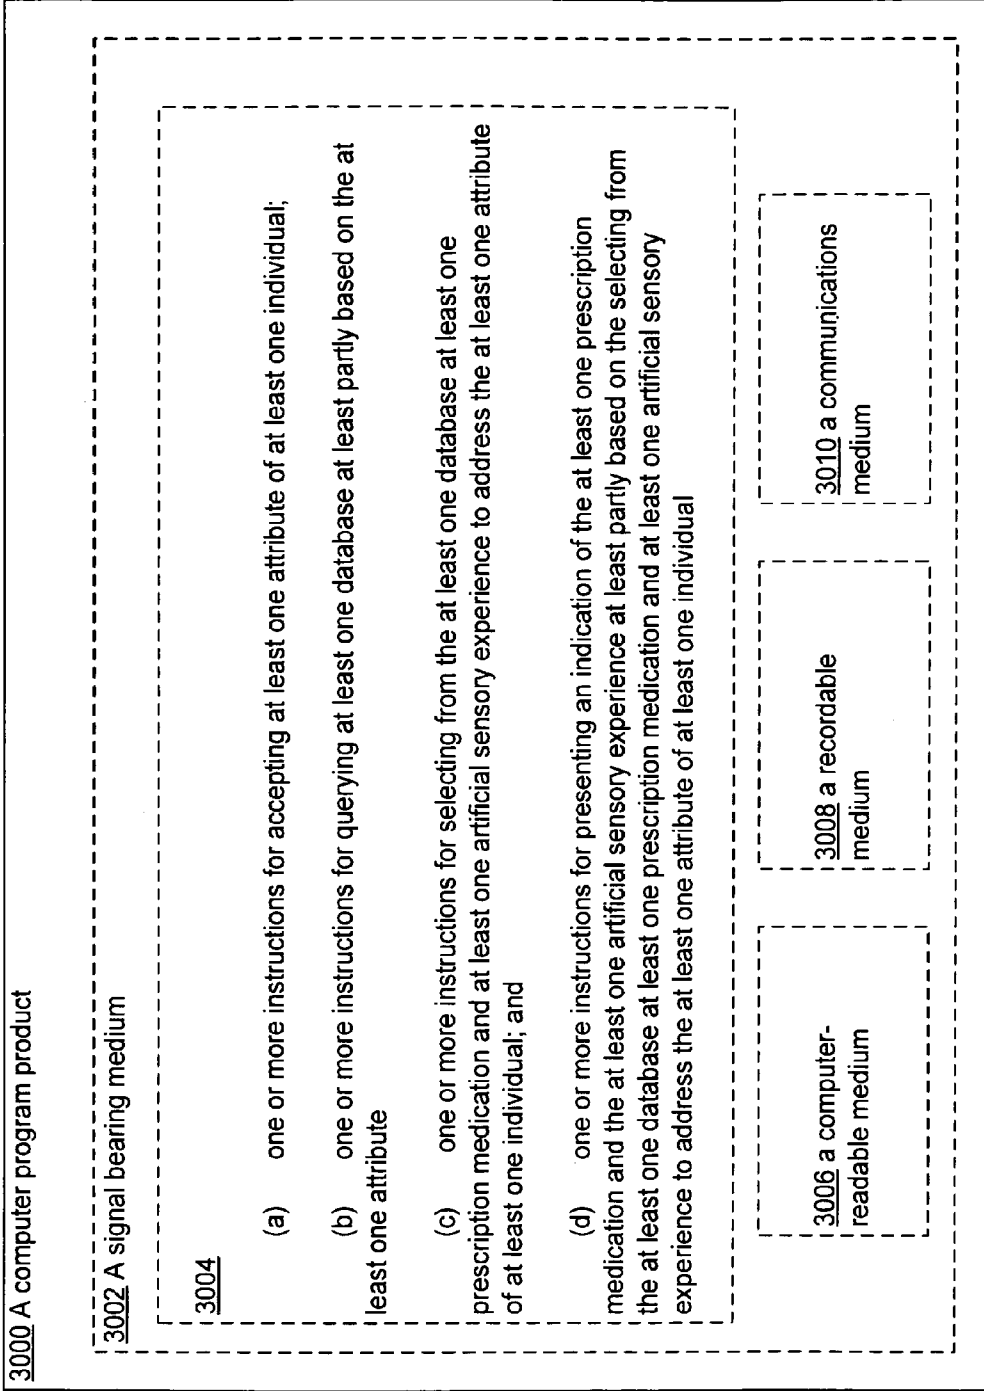 3000 A computer program product
3002 A signal bearing medium
3004
(a) one or more instructions for accepting at least one attribute of at least one individual;
(b) one or more instructions for querying at least one database at least partly based on the at
least one attribute
(c) one or more instructions for selecting from the at least one database at least one
prescription medication and at least one artificial sensory experience to address the at least one attribute
of at least one individual; and
(d) one or more instructions for presenting an indication of the at least one prescription
medication and the at least one artificial sensory experience at least partly based on the selecting from
the at least one database at least one prescription medication and at least one artificial sensory
experience to address the at least one attribute of at least one individual
3006 a computer-
readable medium
3008 a recordable
medium
3010 a communications
medium